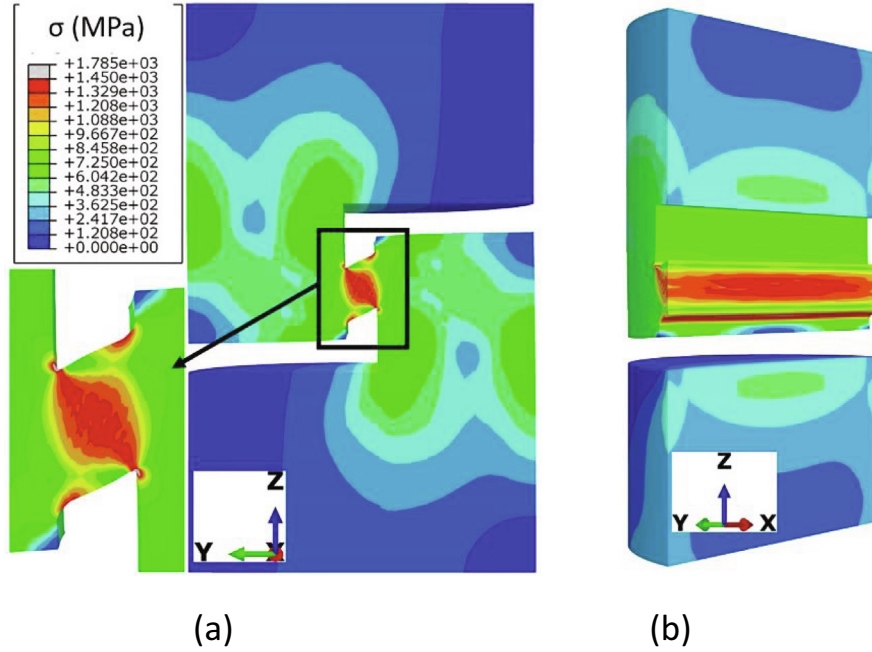 σ (MPa)
+1.785e+03
+1.450e+03
+1.329e+03
+1.208e+03
+1.088e+03
+9.667e+02
+8.458e+02
+7.250e+02
+6.042e+02
+4.833e+02
+3.625e+02
+2.417e+02
+1.208e+02
+0.000e+00
Z
Y
X
Z
Y
X
(a)
(b)